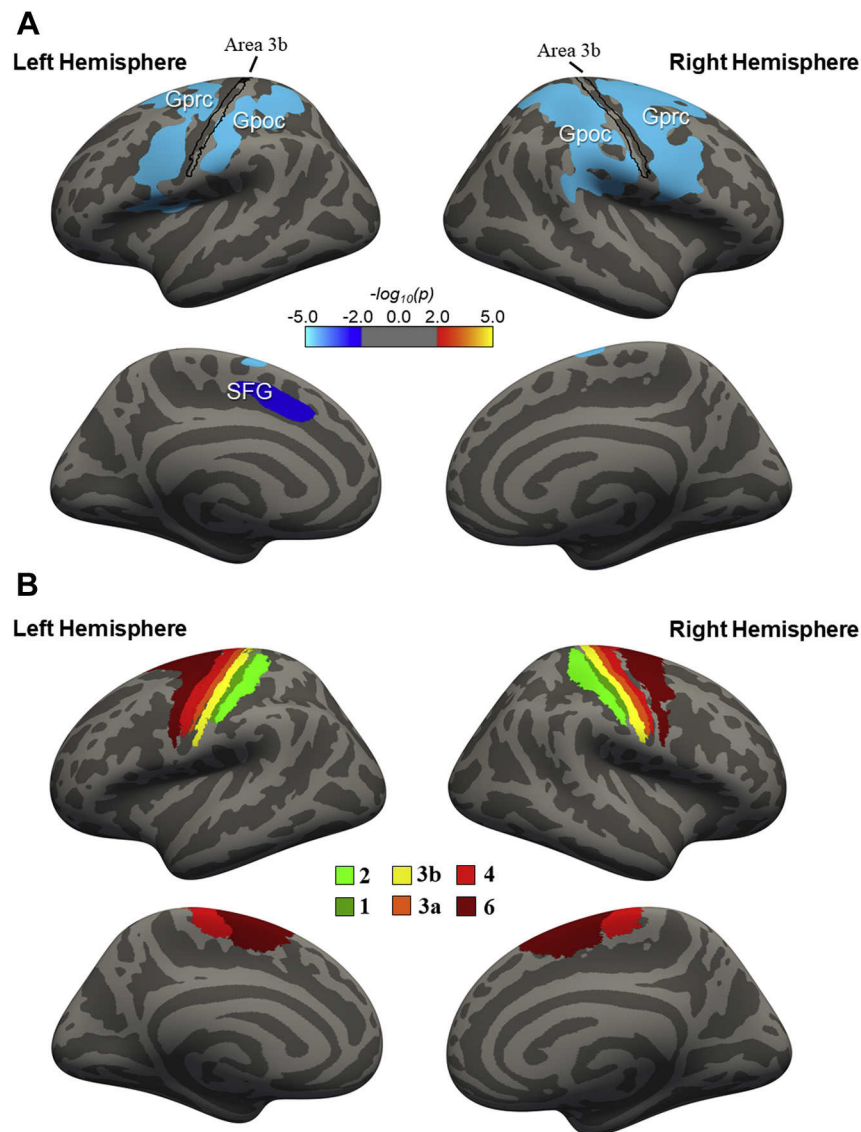 A
Area 3b
Left Hemisphere
Area 3b
Right Hemisphere
Gprc
Gpoc
Gprc
Gpoc
-log10(p)
-5.0 -2.0 0.0 2.0 5.0
SFG
B
Left Hemisphere Right Hemisphere
2 3b 4
1 3a 6